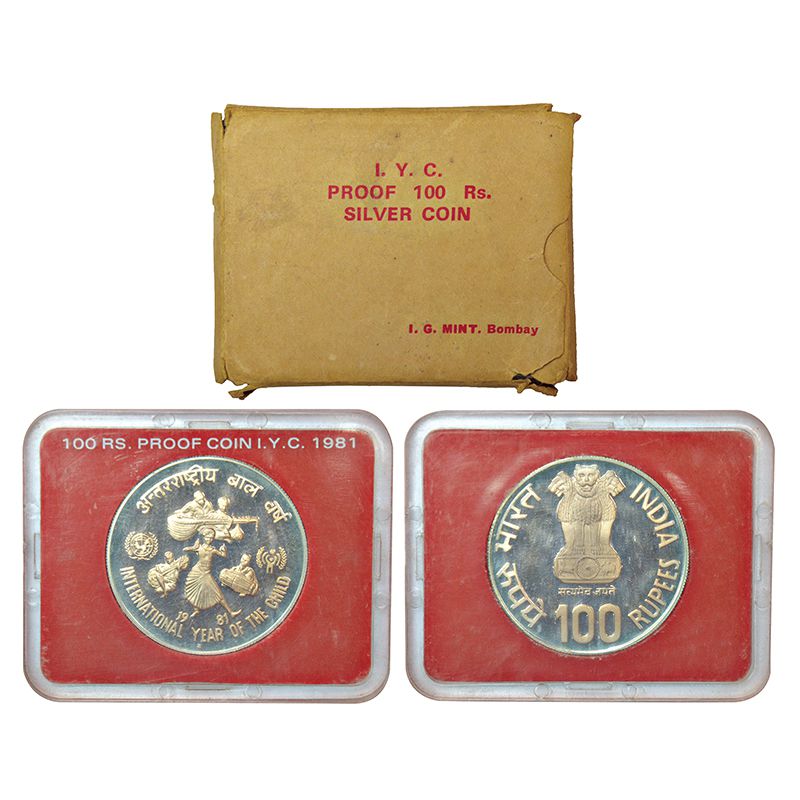 I. Y. C.
PROOF 100 Rs.
SILVER COIN
I. G. MINT. Bombay
100 RS. PROOF COIN I.Y.C. 1981
अन्तरराष्ट्रीय बाल वर्ष
19 81
INTERNATIONAL YEAR OF THE CHILD
भारत INDIA
सत्यमेव जयते
रूपये 100 RUPEES